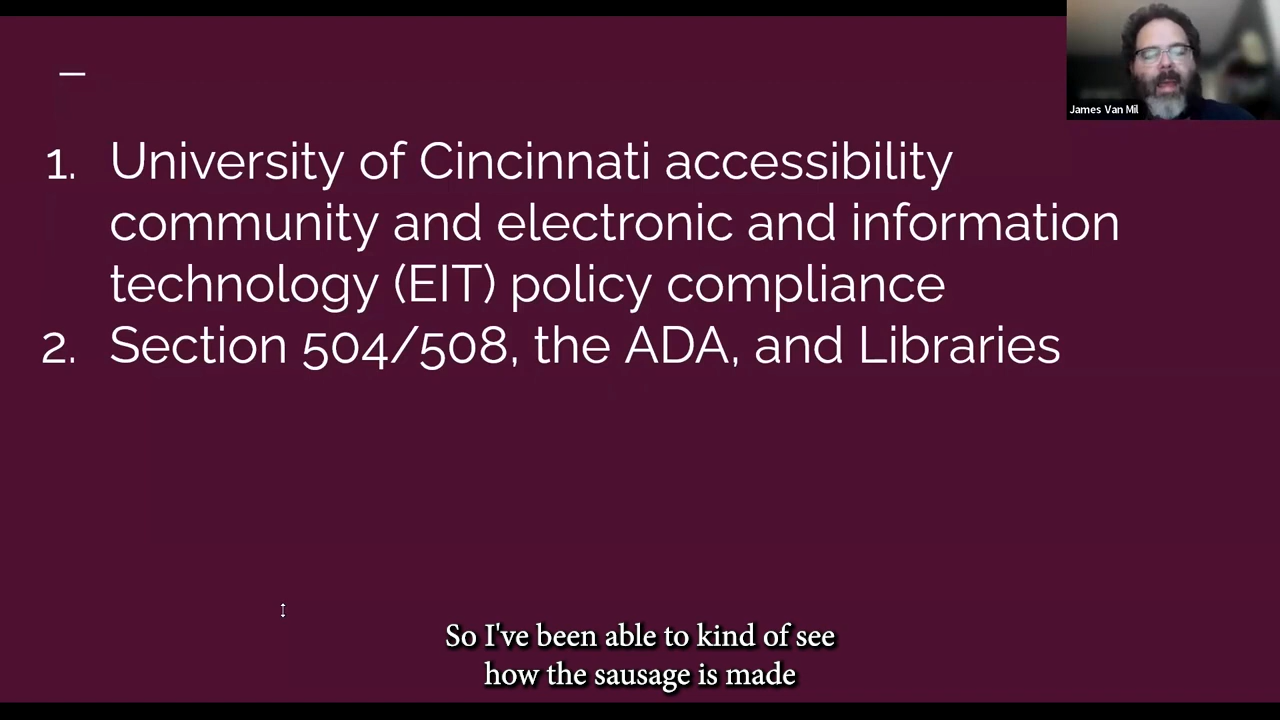 James Van Mil
—
1. University of Cincinnati accessibility
community and electronic and information
technology (EIT) policy compliance
2. Section 504/508, the ADA, and Libraries
So I've been able to kind of see
how the sausage is made